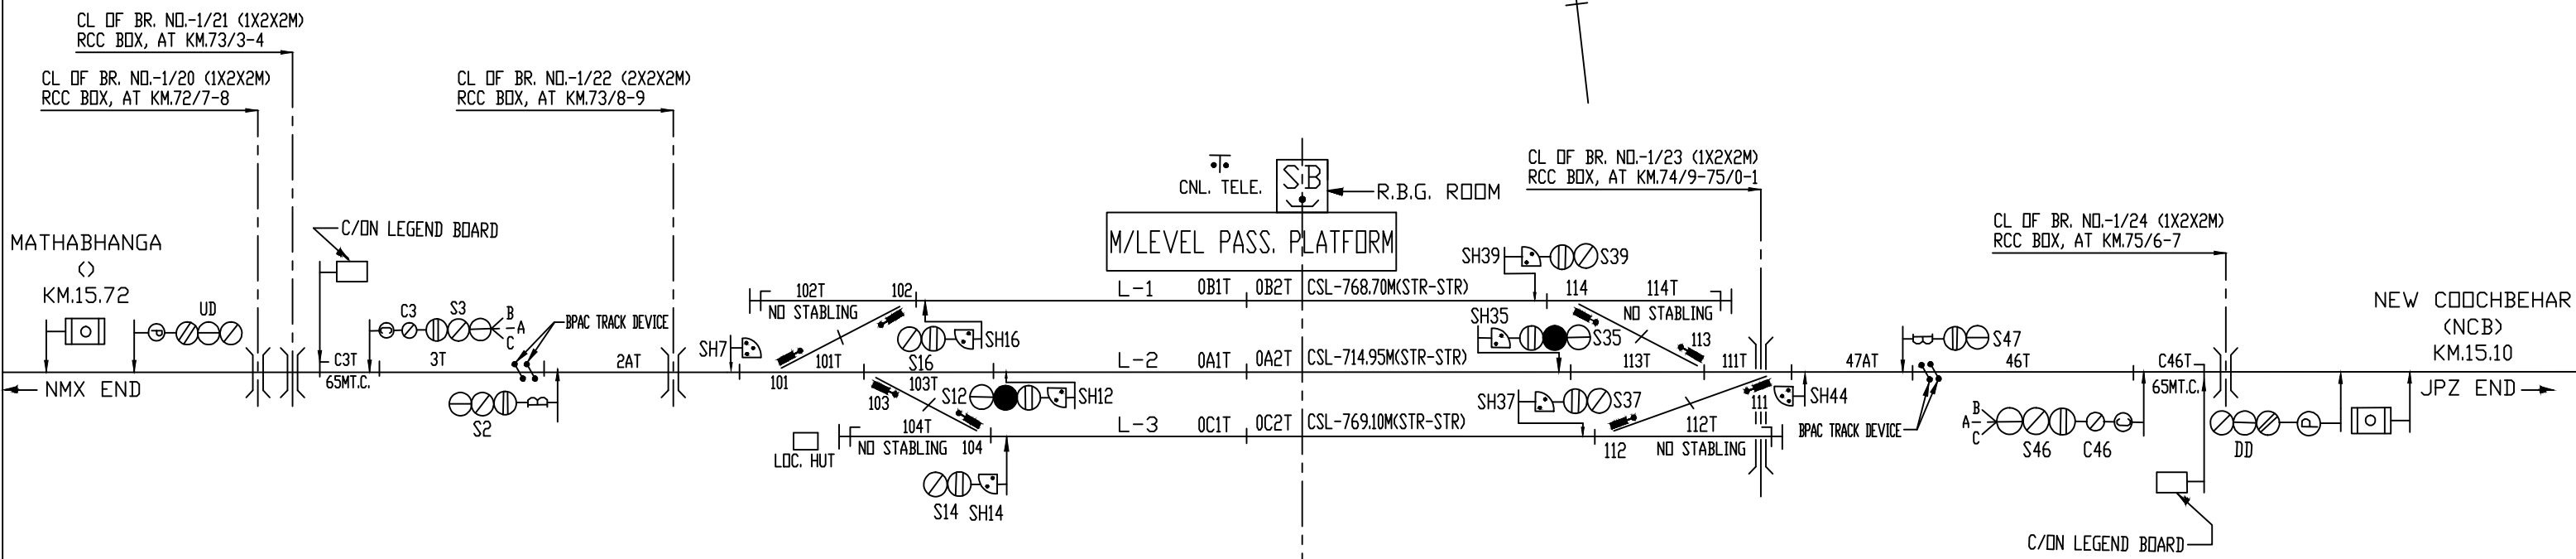 CL OF BR. NO.-1/21 (1X2X2M)
RCC BOX, AT KM.73/3-4
CL OF BR. NO.-1/20 (1X2X2M)
RCC BOX, AT KM.72/7-8
CL OF BR. NO.-1/22 (2X2X2M)
RCC BOX, AT KM.73/8-9
CL OF BR. NO.-1/23 (1X2X2M)
RCC BOX, AT KM.74/9-75/0-1
CL OF BR. NO.-1/24 (1X2X2M)
RCC BOX, AT KM.75/6-7
CNL. TELE.
SB
R.B.G. ROOM
M/LEVEL PASS. PLATFORM
C/ON LEGEND BOARD
MATHABHANGA
()
KM.15.72
NEW COOCHBEHAR
(NCB)
KM.15.10
SH39 S39
102T 102 L-1 0B1T 0B2T CSL-768.70M(STR-STR) 114 114T
NO STABLING NO STABLING
UD P C C3 S3 B
A
C
BPAC TRACK DEVICE
SH7 S16 SH16 SH35 S35 113 B S47
C3T 3T 2AT 101 101T L-2 0A1T 0A2T CSL-714.95M(STR-STR) 113T 111T 47AT 46T C46T
65MT.C. 65MT.C.
NMX END JPZ END
103T
S2 B 103 S12 SH12 SH37 S37 111 SH44
104T L-3 0C1T 0C2T CSL-769.10M(STR-STR) 112T
BPAC TRACK DEVICE
B
A
C
S46 C46 C DD P
LOC. HUT NO STABLING 104 112 NO STABLING
S14 SH14
C/ON LEGEND BOARD